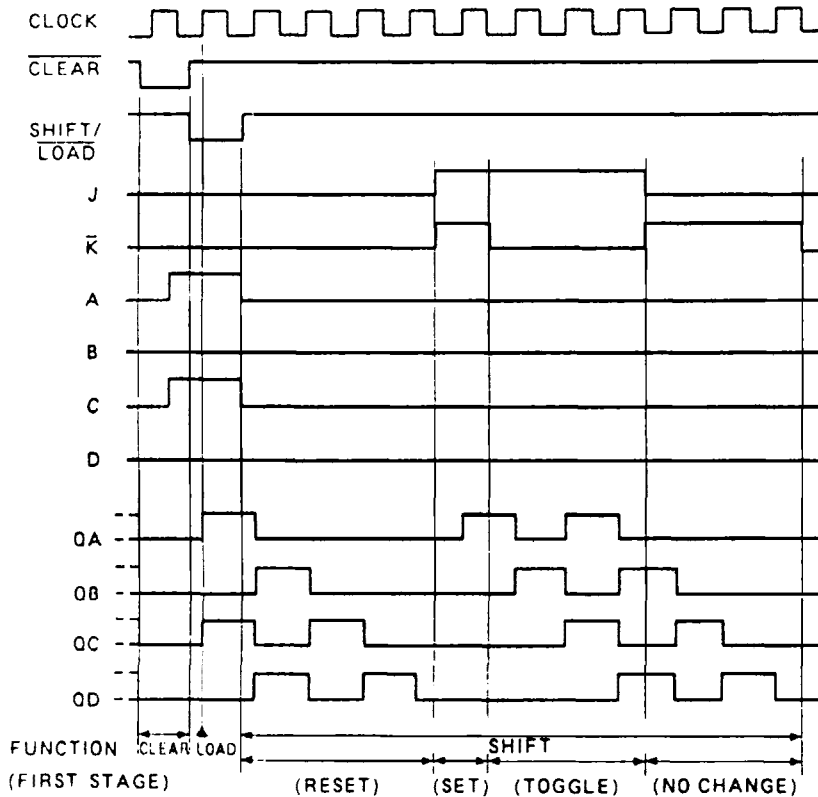 CLOCK
CLEAR
SHIFT/
LOAD
J
K
A
B
C
D
QA
QB
QC
QD
FUNCTION CLEAR LOAD SHIFT
(FIRST STAGE) (RESET) (SET) (TOGGLE) (NO CHANGE)